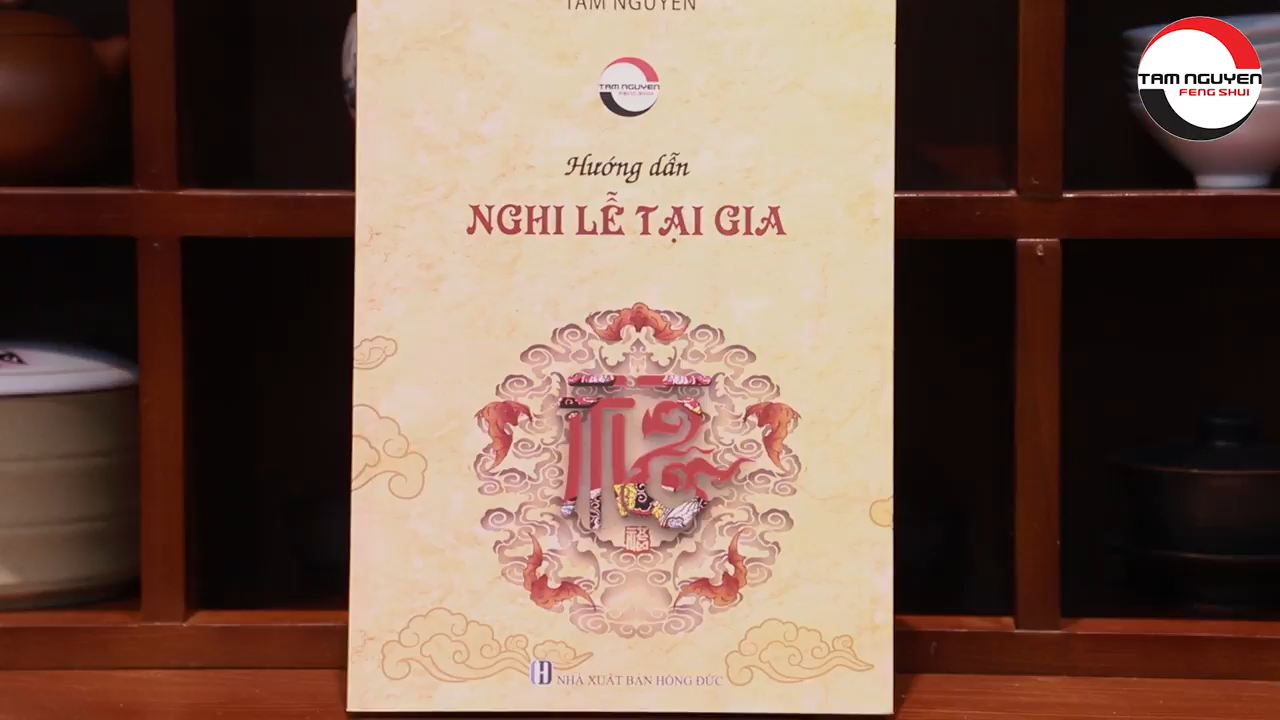 TAM NGUYÊN
TAM NGUYEN
FENG SHUI
Hướng dẫn
NGHI LỄ TẠI GIA
NHÀ XUẤT BẢN HỒNG ĐỨC
TAM NGUYEN
FENG SHUI